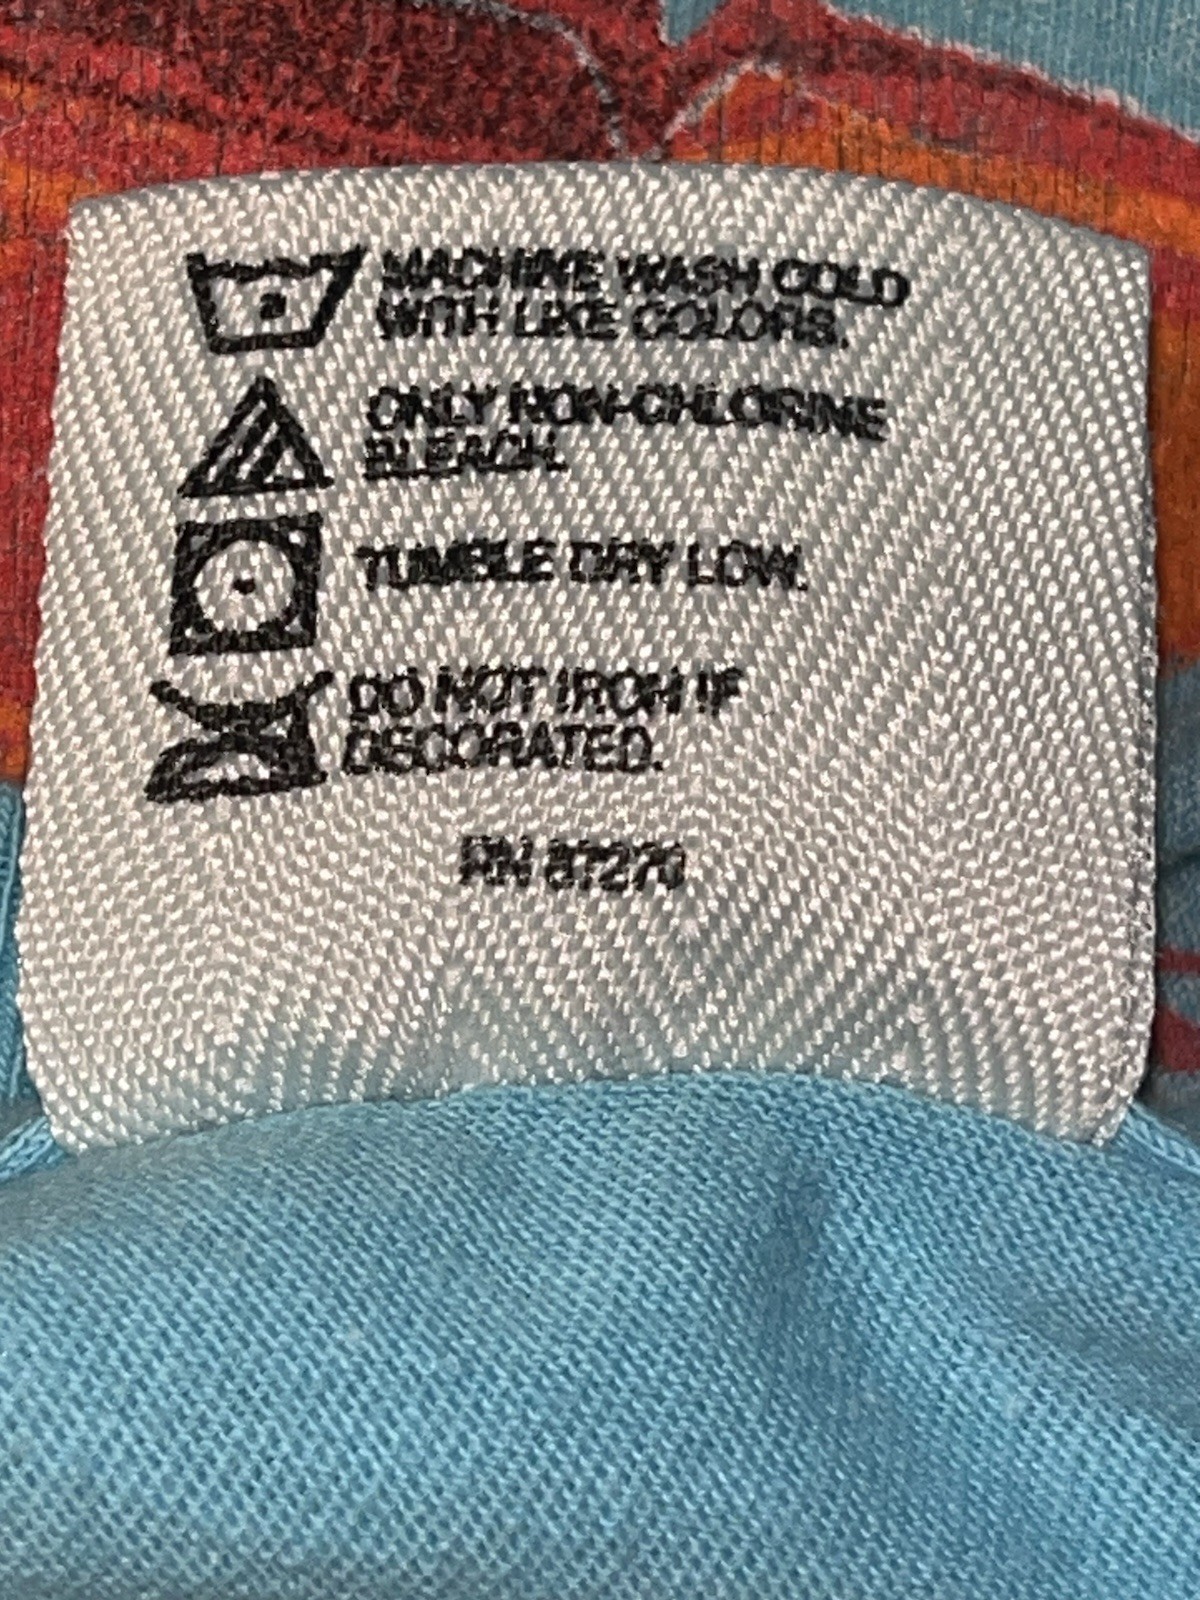 MACHINE WASH COLD
WITH LIKE COLORS.
ONLY NON-CHLORINE
BLEACH.
TUMBLE DRY LOW.
DO NOT IRON IF
DECORATED.
RN 87270